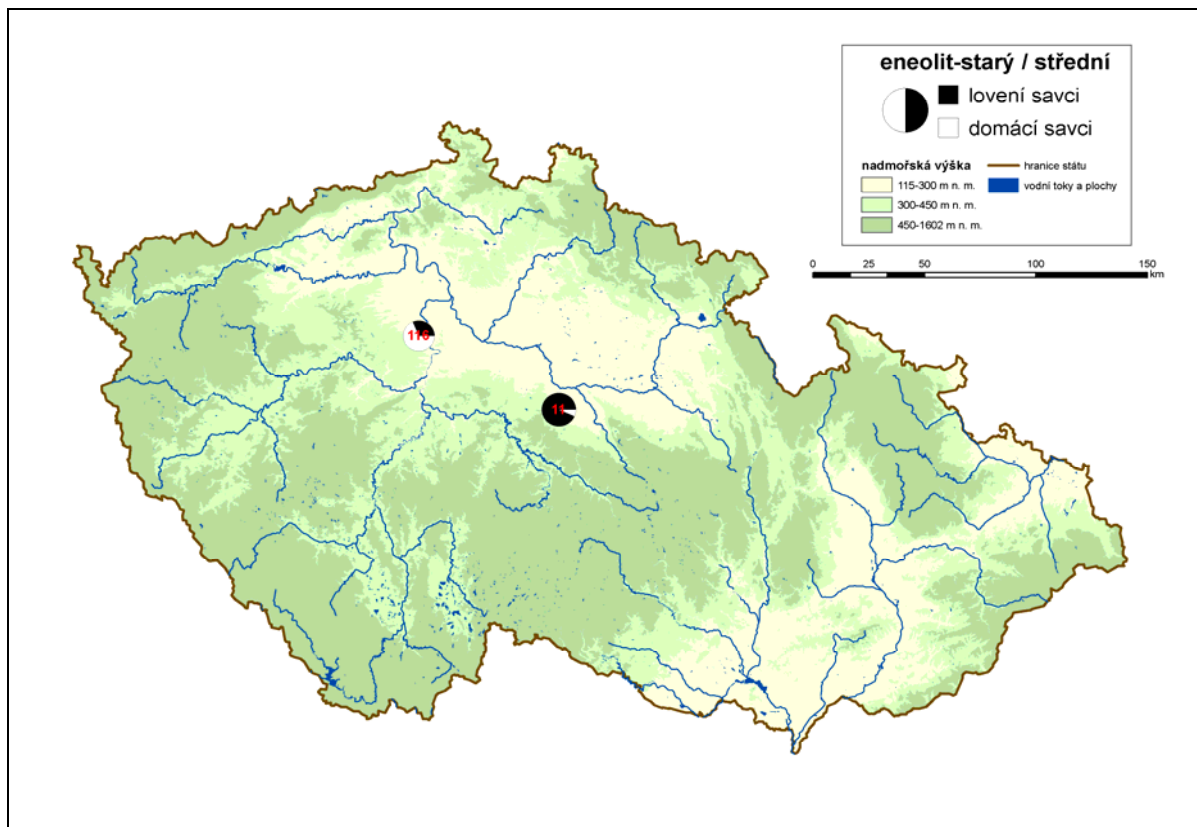 eneolit-starý / střední
lovení savci
domácí savci
nadmořská výška
hranice státu
115-300 m n. m.
vodní toky a plochy
300-450 m n. m.
450-1602 m n. m.
0 25 50 100 150
km
116
11